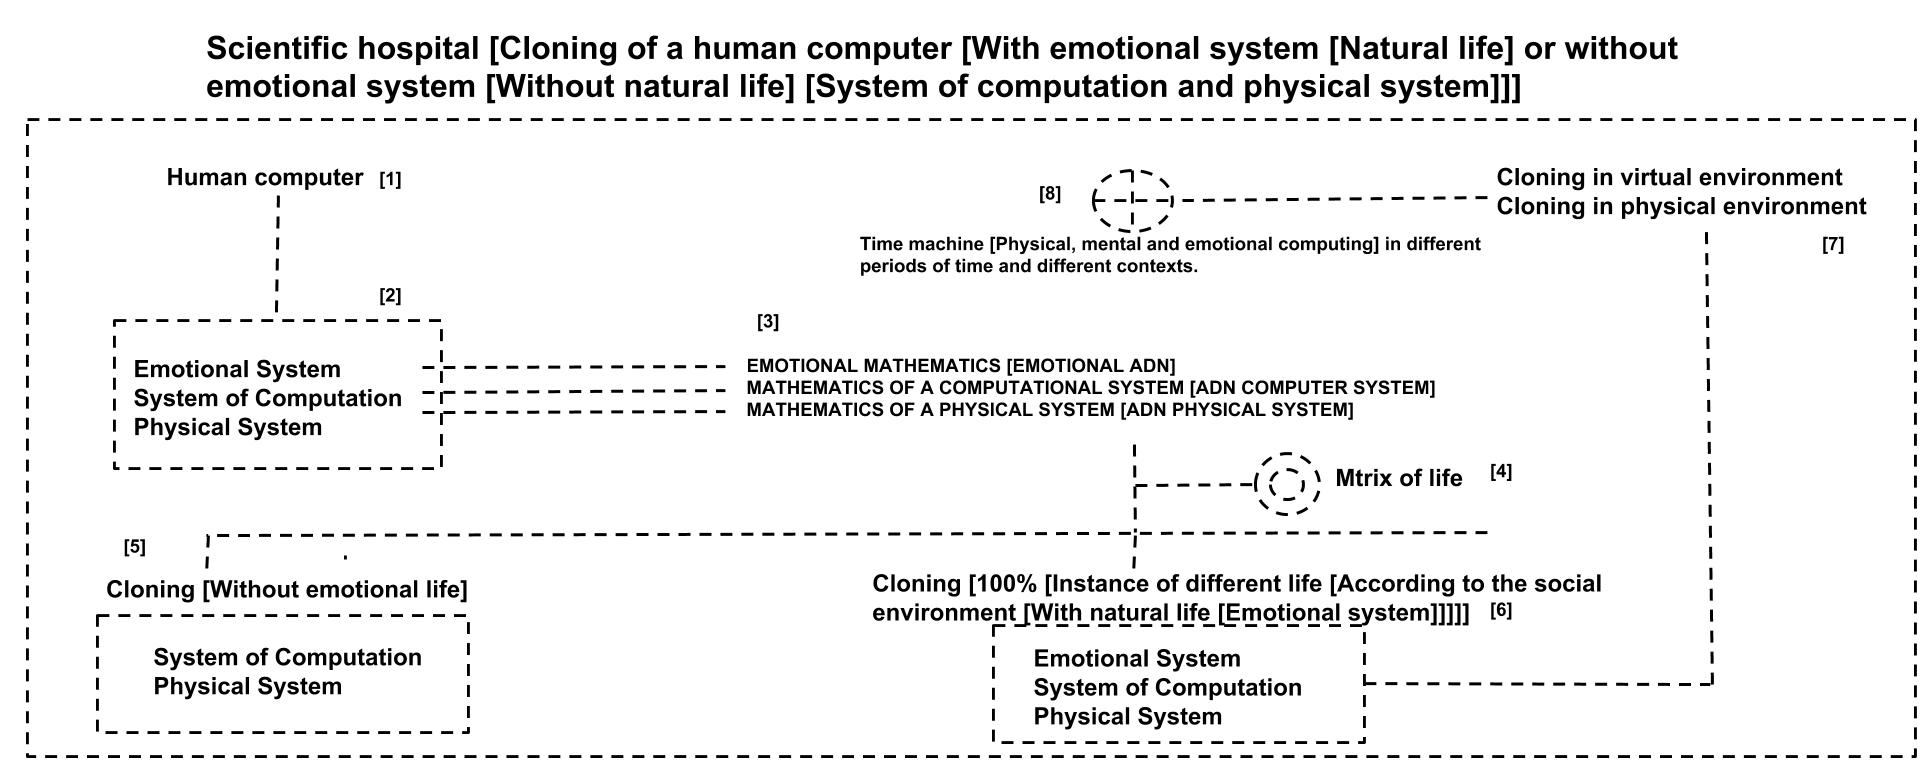 Scientific hospital [Cloning of a human computer [With emotional system [Natural life] or without
emotional system [Without natural life] [System of computation and physical system]]]
Human computer [1]
[8]
Cloning in virtual environment
Cloning in physical environment
Time machine [Physical, mental and emotional computing] in different
periods of time and different contexts.
[7]
[2]
[3]
Emotional System
System of Computation
Physical System
EMOTIONAL MATHEMATICS [EMOTIONAL ADN]
MATHEMATICS OF A COMPUTATIONAL SYSTEM [ADN COMPUTER SYSTEM]
MATHEMATICS OF A PHYSICAL SYSTEM [ADN PHYSICAL SYSTEM]
Mtrix of life [4]
[5]
Cloning [Without emotional life]
System of Computation
Physical System
Cloning [100% [Instance of different life [According to the social
environment [With natural life [Emotional system]]]]] [6]
Emotional System
System of Computation
Physical System